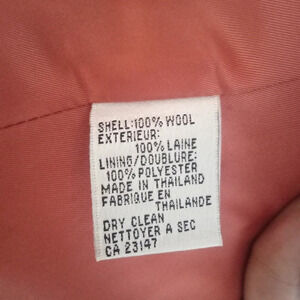 SHELL:100% WOOL
EXTERIEUR:
100% LAINE
LINING/DOUBLURE:
100% POLYESTER
MADE IN THAILAND
FABRIQUE EN
THAILANDE
DRY CLEAN
NETTOYER A SEC
CA 23147